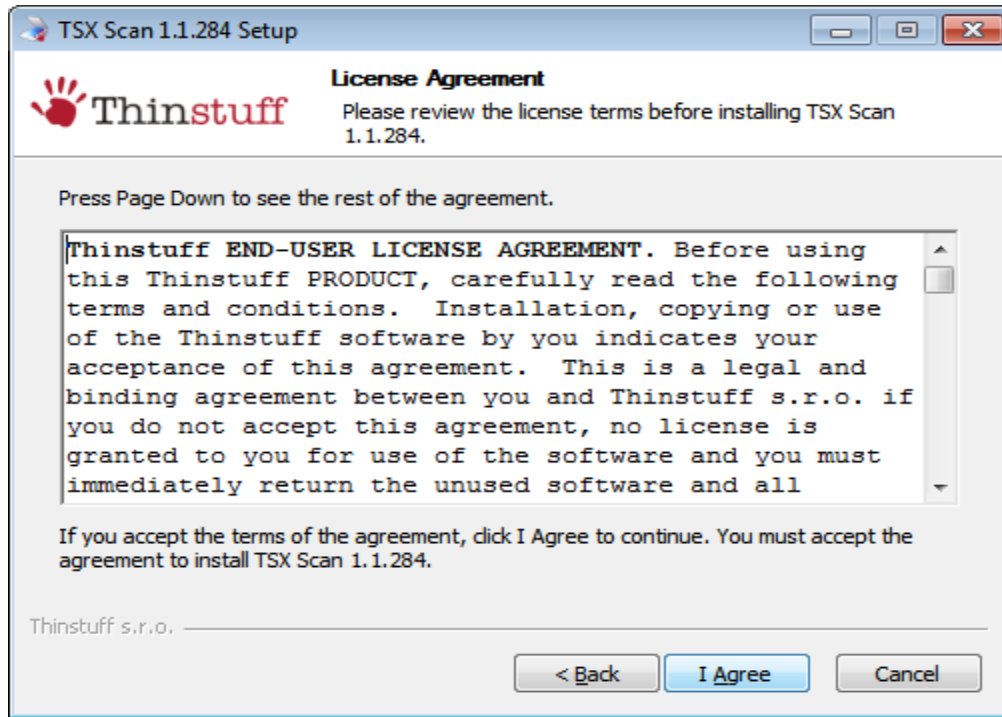 TSX Scan 1.1.284 Setup
Thinstuff
License Agreement
Please review the license terms before installing TSX Scan
1.1.284.
Press Page Down to see the rest of the agreement.
Thinstuff END-USER LICENSE AGREEMENT. Before using
this Thinstuff PRODUCT, carefully read the following
terms and conditions.  Installation, copying or use
of the Thinstuff software by you indicates your
acceptance of this agreement.  This is a legal and
binding agreement between you and Thinstuff s.r.o. if
you do not accept this agreement, no license is
granted to you for use of the software and you must
immediately return the unused software and all
If you accept the terms of the agreement, click I Agree to continue. You must accept the
agreement to install TSX Scan 1.1.284.
Thinstuff s.r.o.
< Back
I Agree
Cancel